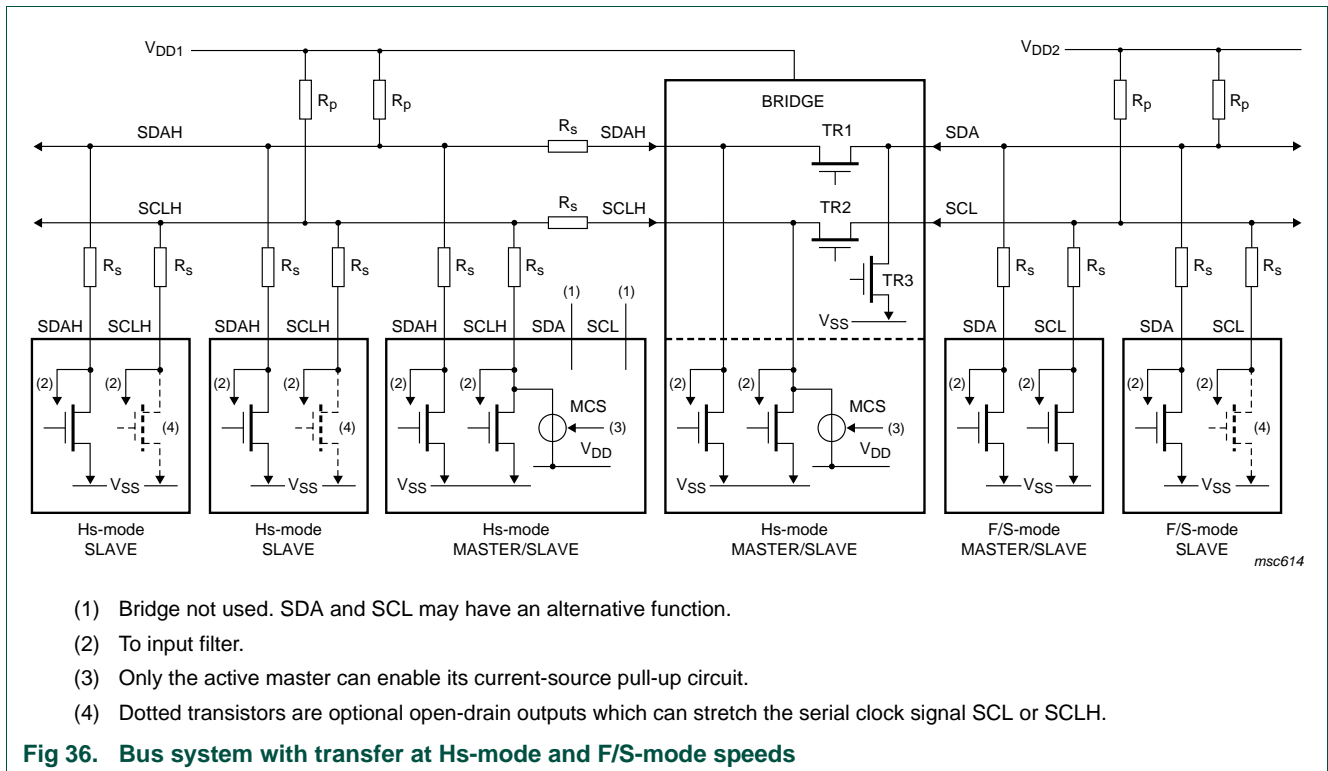 VDD1
VDD2
Rp Rp BRIDGE Rp Rp
SDAH Rs SDAH TR1 SDA
SCLH Rs SCLH TR2 SCL
Rs Rs Rs Rs Rs Rs TR3 Rs Rs Rs Rs
(1) (1)
VSS
SDAH SCLH SDAH SCLH SDAH SCLH SDA SCL SDA SCL SDA SCL
(2) (2) (2) (2) (2) (2) (2) (2) (2) (2) (2) (2)
(4) (4) MCS (3) MCS (3) (4)
VDD VDD
VSS VSS VSS VSS VSS VSS
Hs-mode Hs-mode Hs-mode Hs-mode F/S-mode F/S-mode
SLAVE SLAVE MASTER/SLAVE MASTER/SLAVE MASTER/SLAVE SLAVE
msc614
(1) Bridge not used. SDA and SCL may have an alternative function.
(2) To input filter.
(3) Only the active master can enable its current-source pull-up circuit.
(4) Dotted transistors are optional open-drain outputs which can stretch the serial clock signal SCL or SCLH.
Fig 36. Bus system with transfer at Hs-mode and F/S-mode speeds